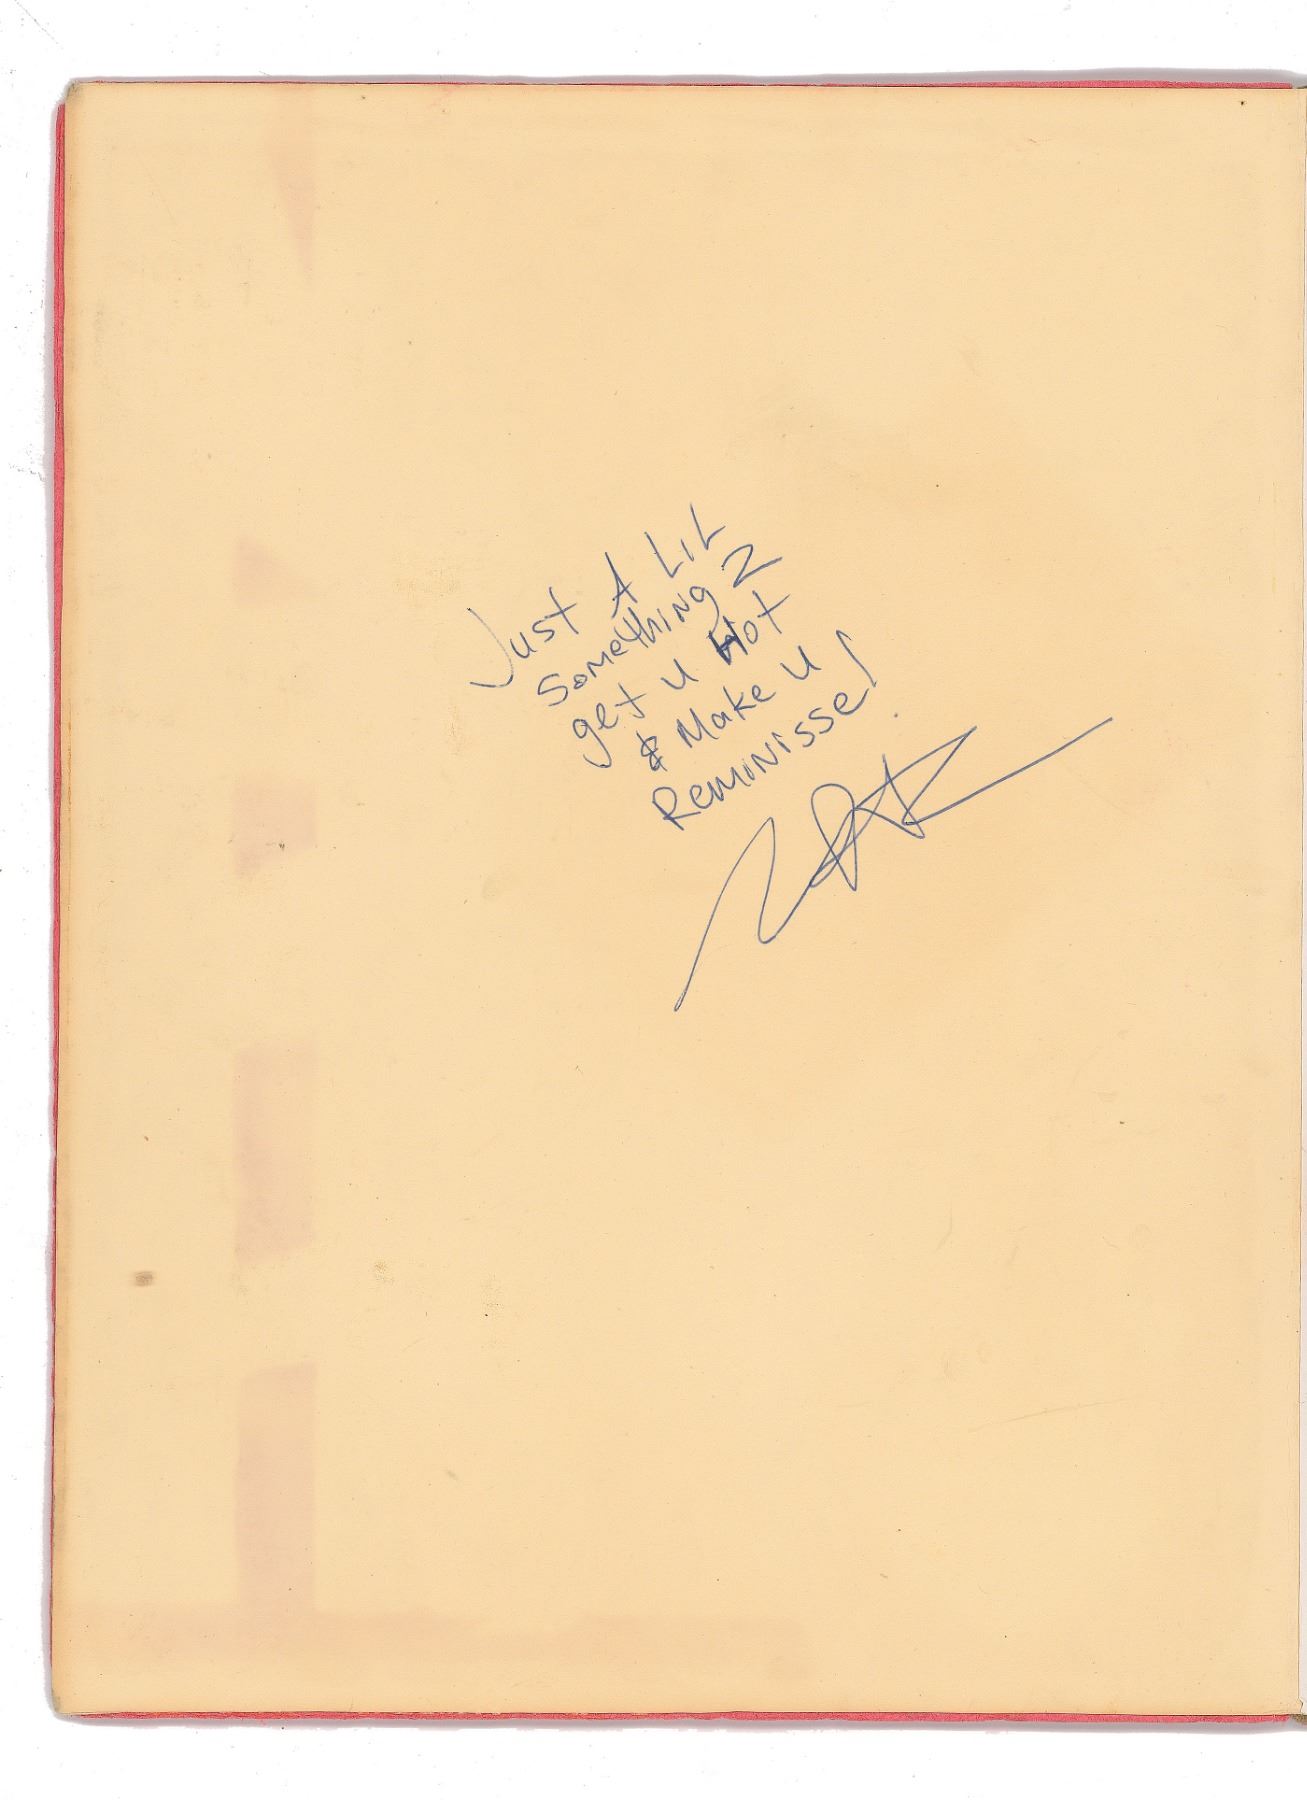 Just A LiL
Something 2
get u Hot
& Make u
Reminisse!